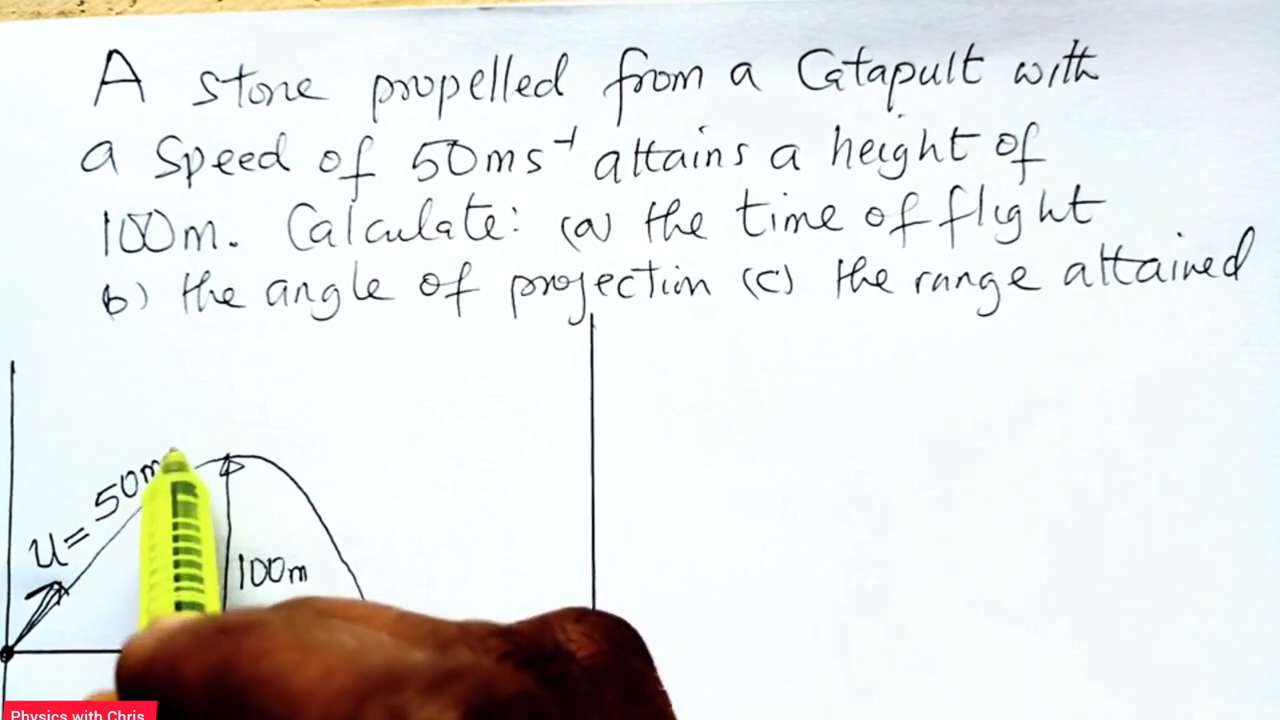 A stone propelled from a Catapult with
a Speed of 50ms⁻¹ attains a height of
100m. Calculate: (a) the time of flight
b) the angle of projection (c) the range attained
U= 50m
100m
Physics with Chris